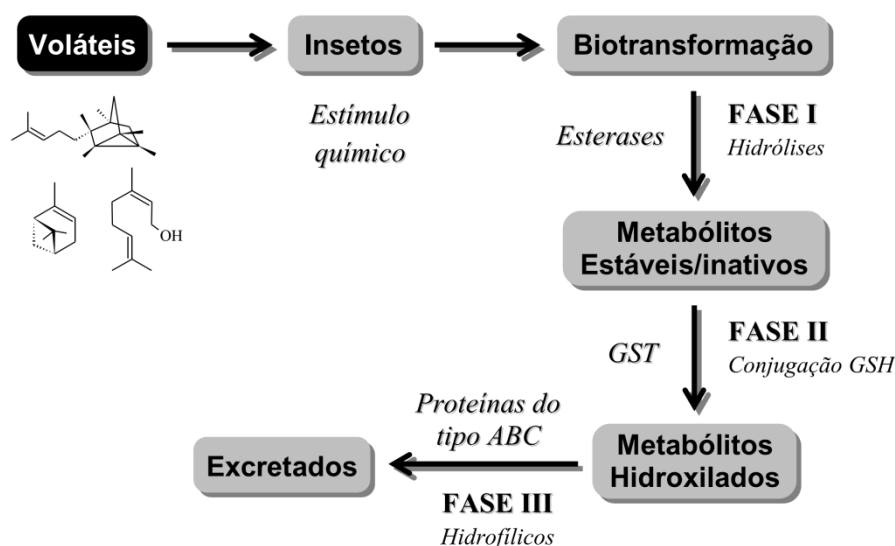 Voláteis
Insetos
Biotransformação
Estímulo
químico
OH
Esterases
FASE I
Hidrólises
Metabólitos
Estáveis/inativos
GST
FASE II
Conjugação GSH
Proteínas do
tipo ABC
Metabólitos
Hidroxilados
Excretados
FASE III
Hidrofílicos